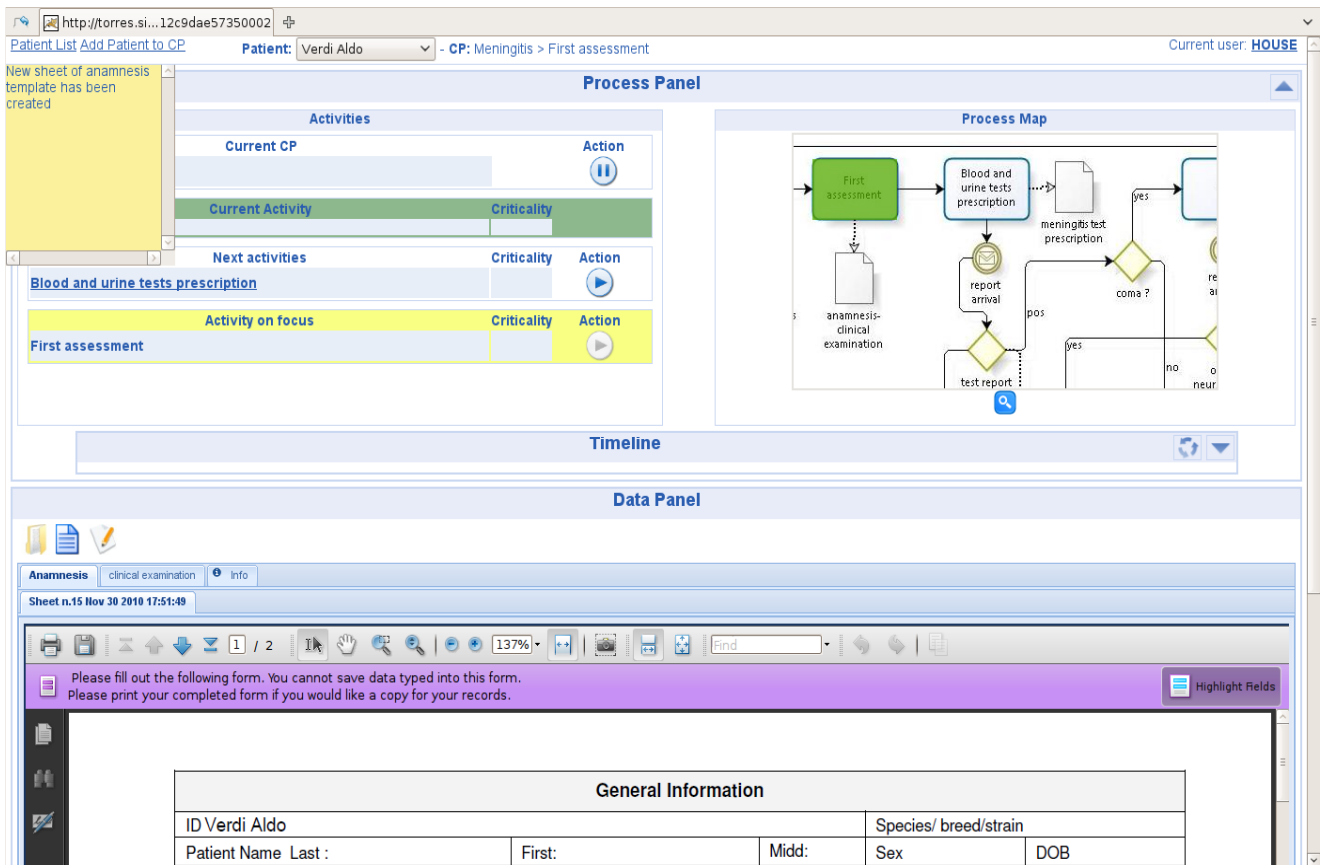 http://torres.si...12c9dae57350002
Patient List Add Patient to CP Patient: Verdi Aldo - CP: Meningitis > First assessment Current user: HOUSE
New sheet of anamnesis
template has been
created
Process Panel
Activities
Current CP Action
Current Activity Criticality
Next activities Criticality Action
Blood and urine tests prescription
Activity on focus Criticality Action
First assessment
Process Map
First
assessment
Blood and
urine tests
prescription
meningitis test
prescription
yes
report
arrival
coma ?
re
ar
anamnesis-
clinical
examination
s
pos
yes
no
o
neur
test report
Timeline
Data Panel
Anamnesis clinical examination Info
Sheet n.15 Nov 30 2010 17:51:49
1 / 2 137% Find
Please fill out the following form. You cannot save data typed into this form.
Please print your completed form if you would like a copy for your records.
Highlight Fields
General Information
ID Verdi Aldo Species/ breed/strain
Patient Name Last : First: Midd: Sex DOB